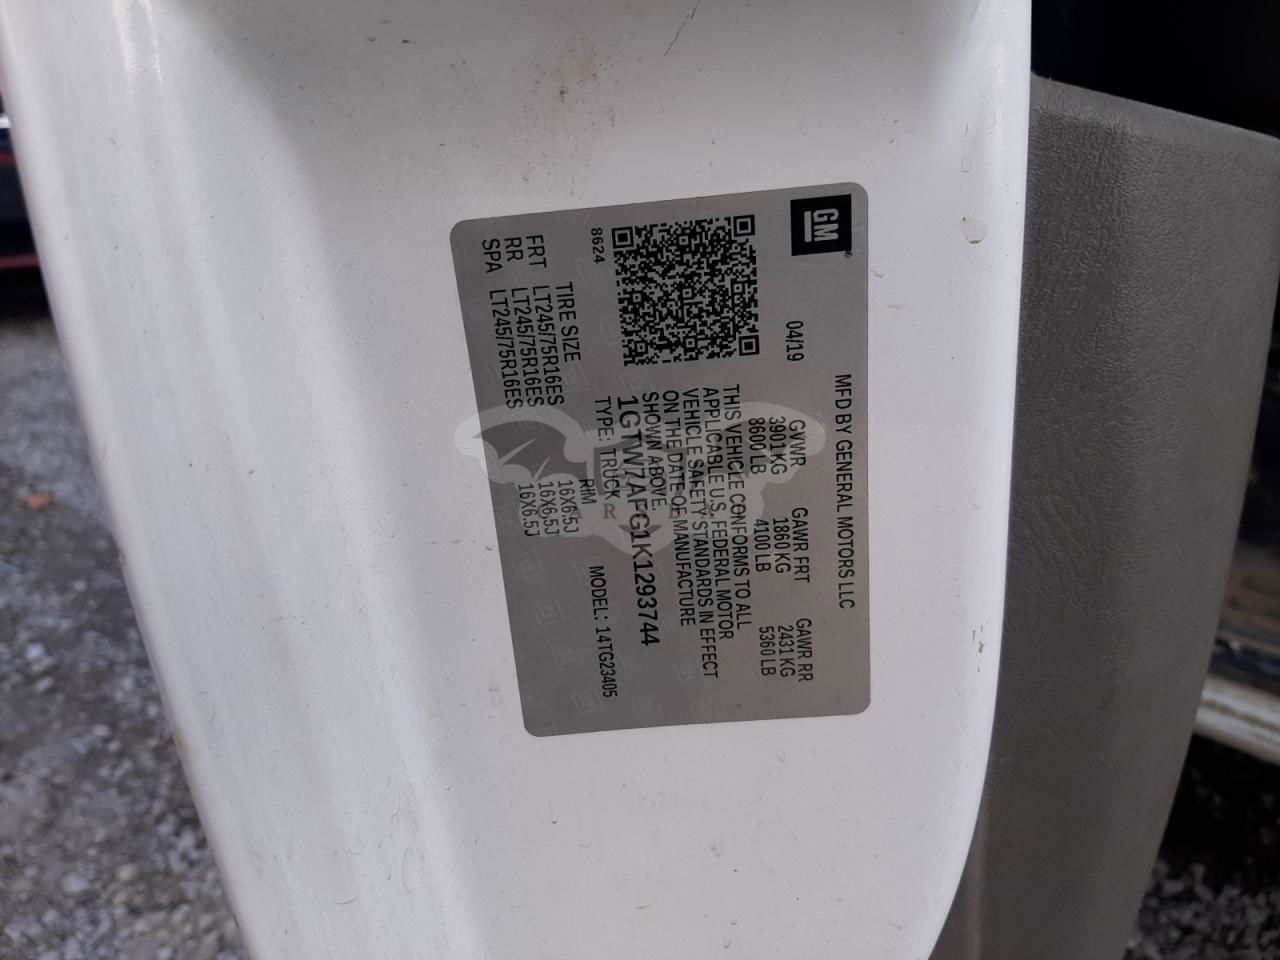 GM
MFD BY GENERAL MOTORS LLC
04/19
GVWR GAWR FRT GAWR RR
3901 KG 1860 KG 2431 KG
8600 LB 4100 LB 5360 LB
THIS VEHICLE CONFORMS TO ALL
APPLICABLE U.S. FEDERAL MOTOR
VEHICLE SAFETY STANDARDS IN EFFECT
ON THE DATE OF MANUFACTURE
SHOWN ABOVE.
1GTW7AFG1K1293744
8624
TYPE: TRUCK MODEL: 14TG23405
TIRE SIZE RIM
FRT LT245/75R16ES 16X6.5J
RR LT245/75R16ES 16X6.5J
SPA LT245/75R16ES 16X6.5J